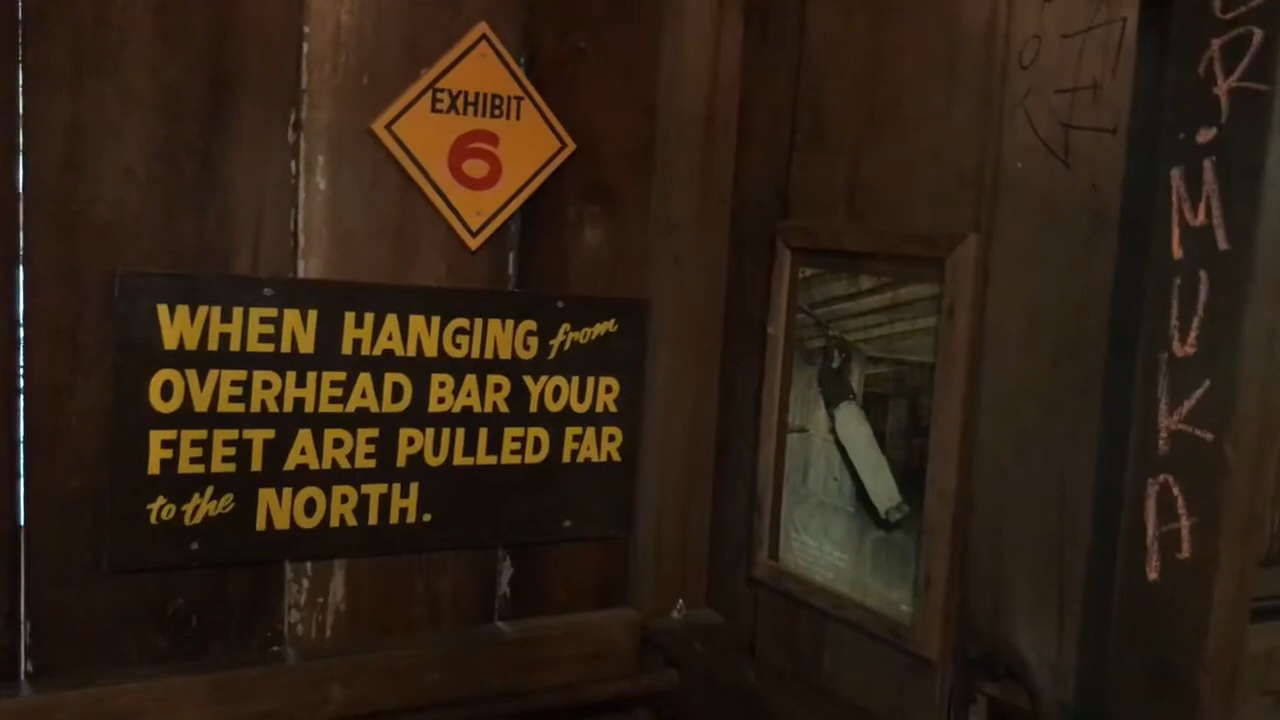 EXHIBIT
6
WHEN HANGING from
OVERHEAD BAR YOUR
FEET ARE PULLED FAR
to the NORTH.
R
M
U
K
A